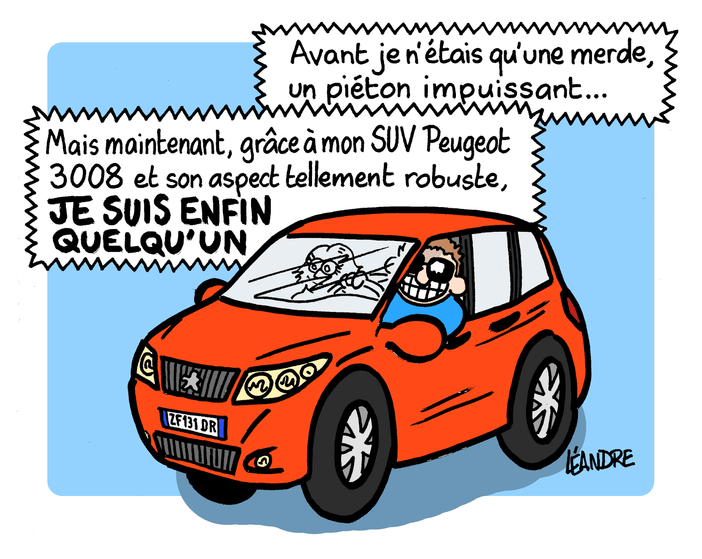 Avant je n'étais qu'une merde,
un piéton impuissant...
Mais maintenant, grâce à mon SUV Peugeot
3008 et son aspect tellement robuste,
JE SUIS ENFIN
QUELQU'UN
ZF131DR
LÉANDRE